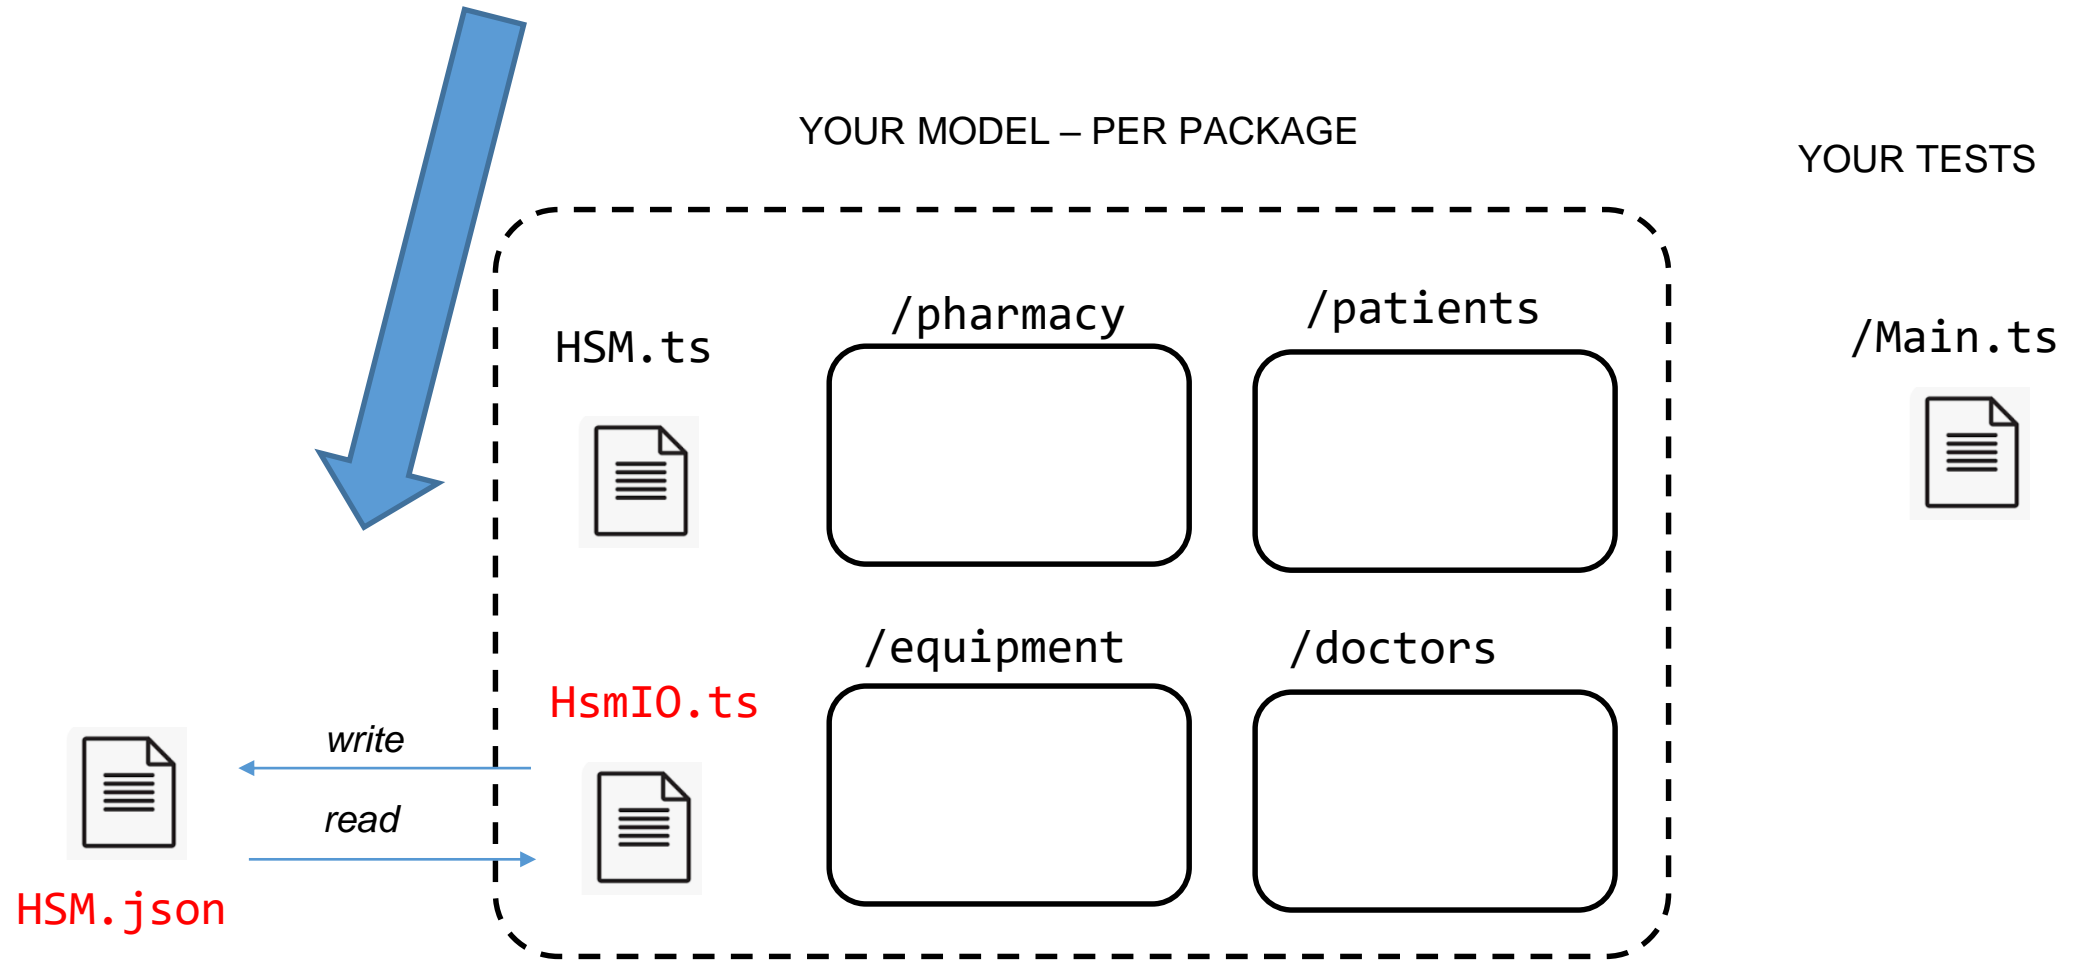 YOUR MODEL – PER PACKAGE
YOUR TESTS
HSM.ts
/pharmacy
/patients
/Main.ts
/equipment
/doctors
HsmIO.ts
write
read
HSM.json